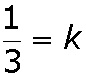 1/3 = k